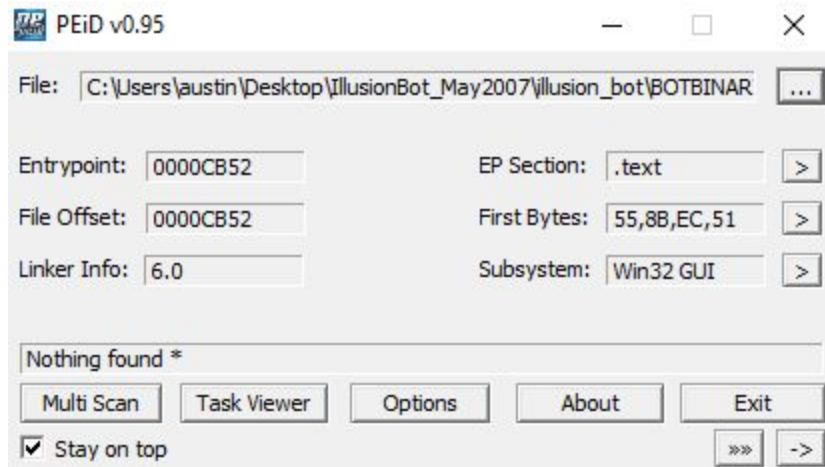 PEiD v0.95
File: C:\Users\austin\Desktop\IllusionBot_May2007\illusion_bot\BOTBINAR ...
Entrypoint: 0000CB52 EP Section: .text >
File Offset: 0000CB52 First Bytes: 55,8B,EC,51 >
Linker Info: 6.0 Subsystem: Win32 GUI >
Nothing found *
Multi Scan Task Viewer Options About Exit
Stay on top »» ->